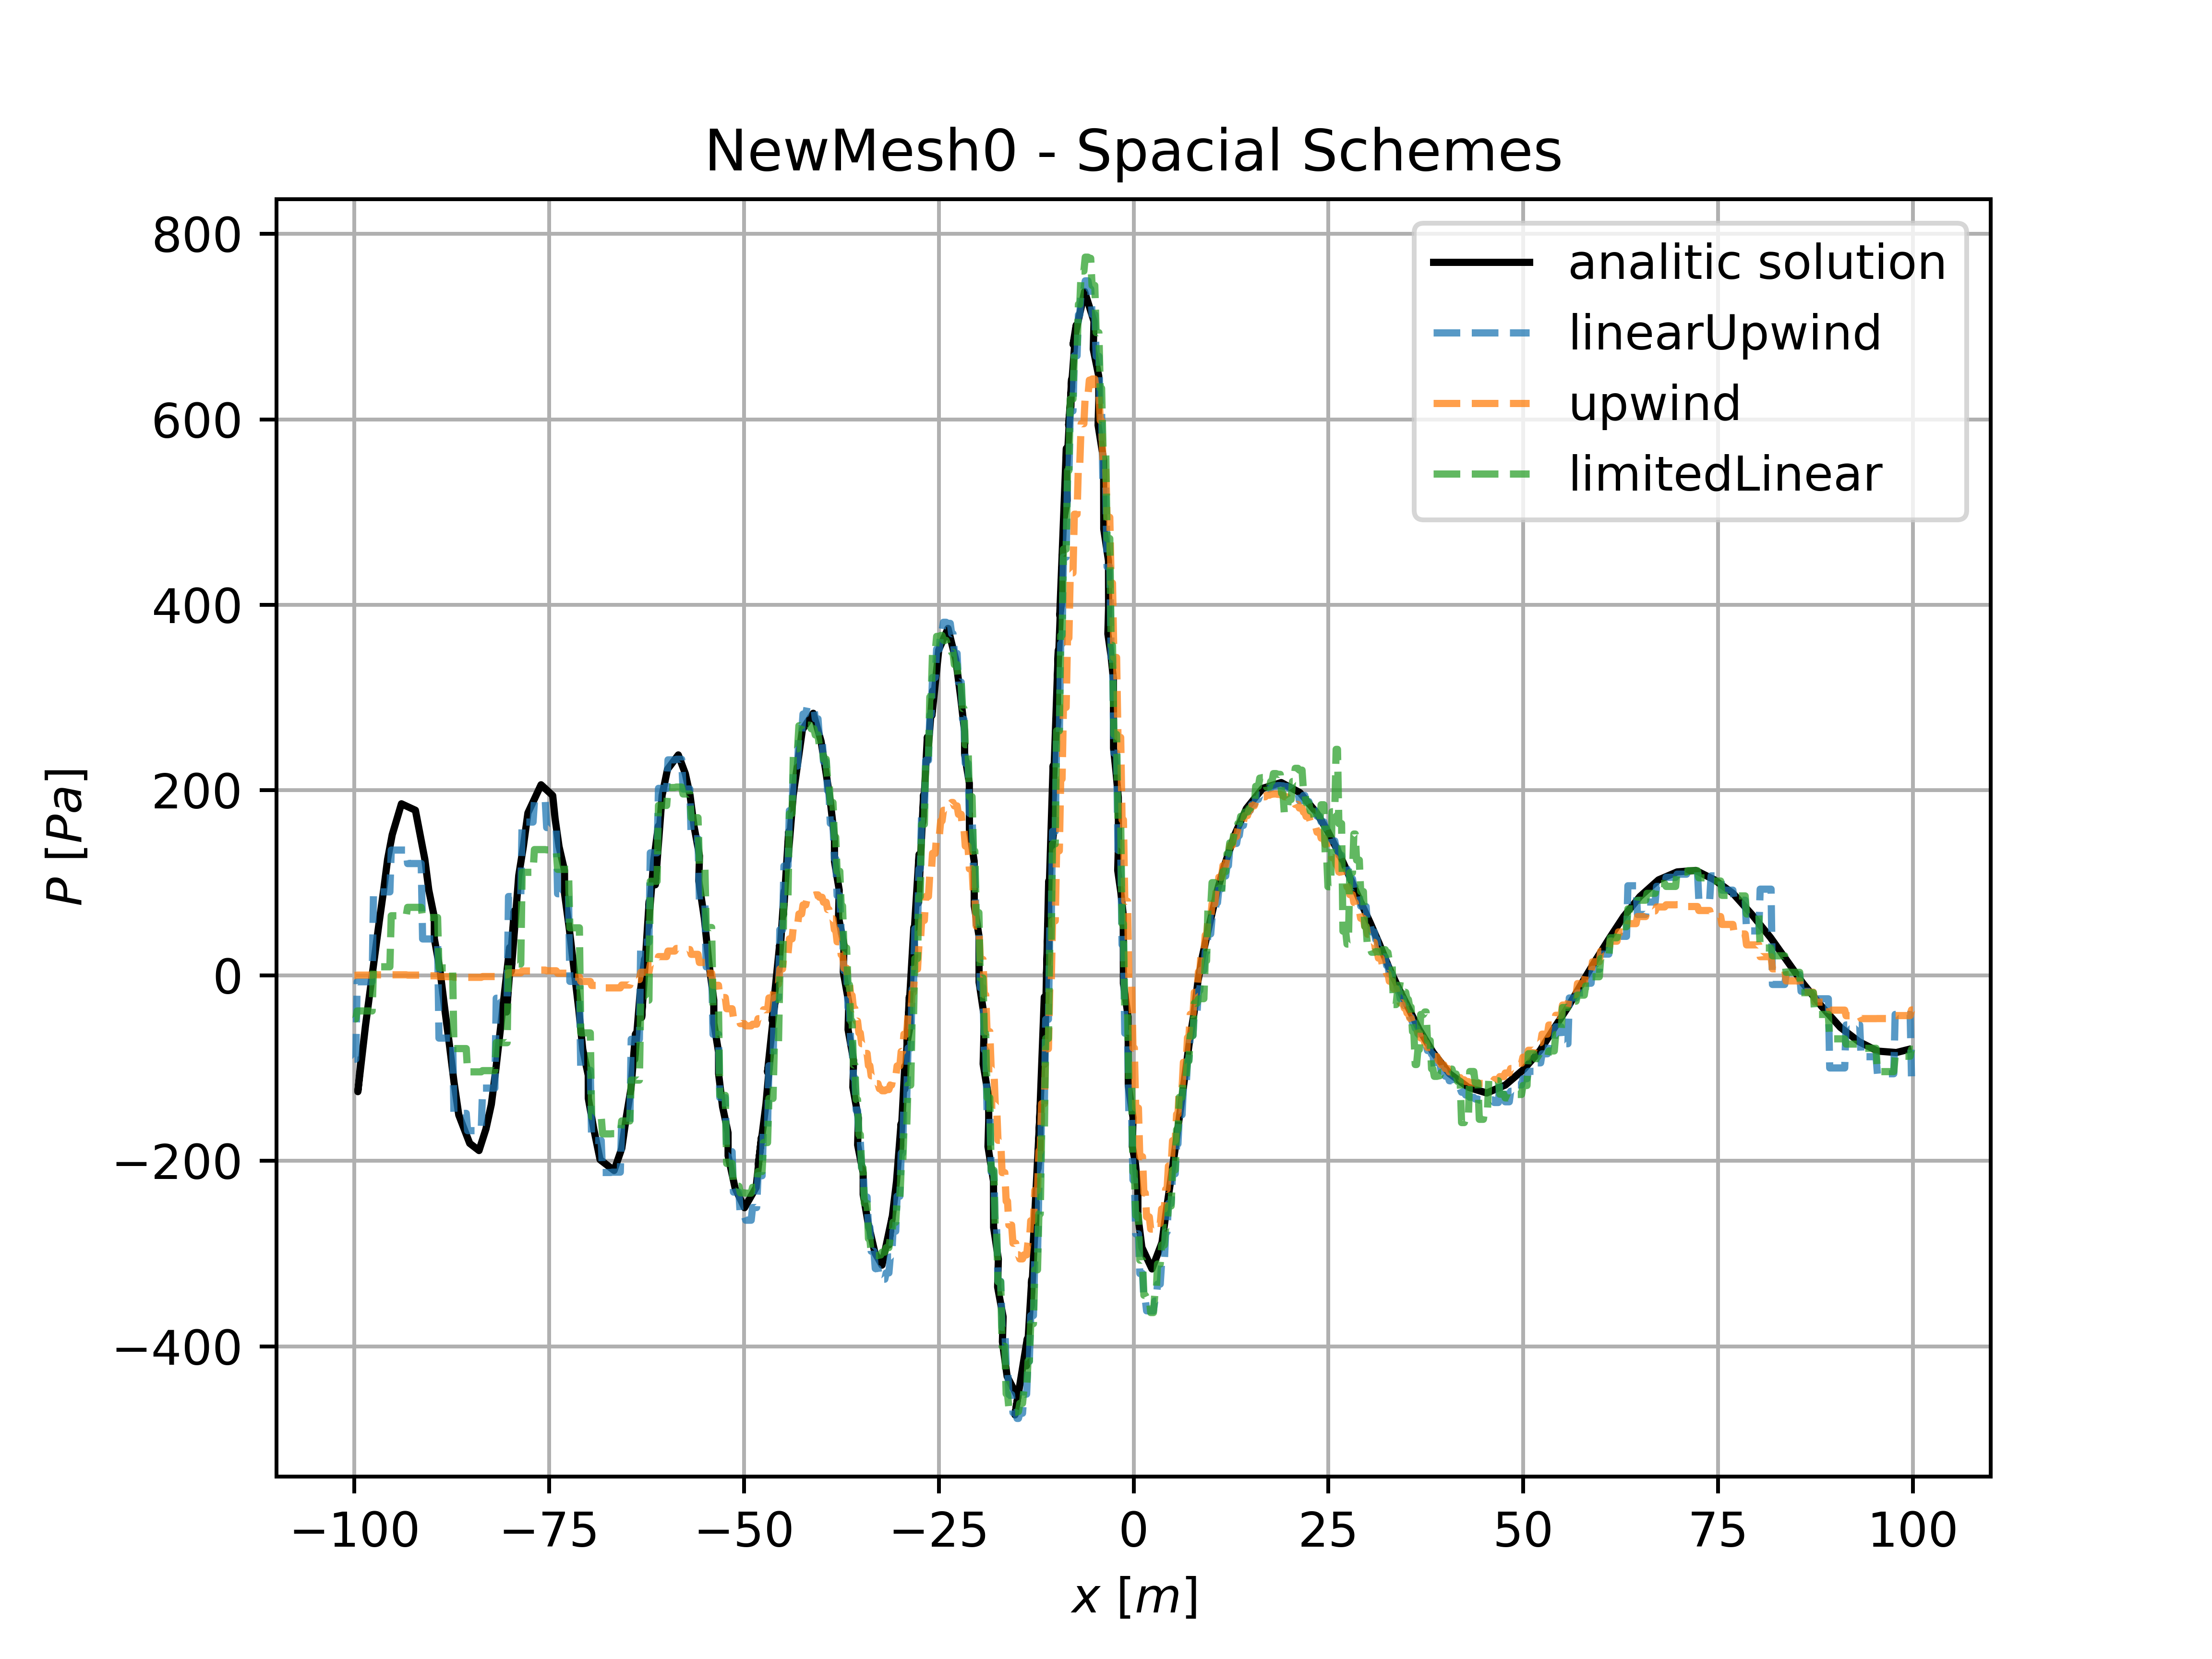 NewMesh0 - Spacial Schemes
800
600
400
200
0
−200
−400
P [Pa]
analitic solution
linearUpwind
upwind
limitedLinear
−100 −75 −50 −25 0 25 50 75 100
x [m]